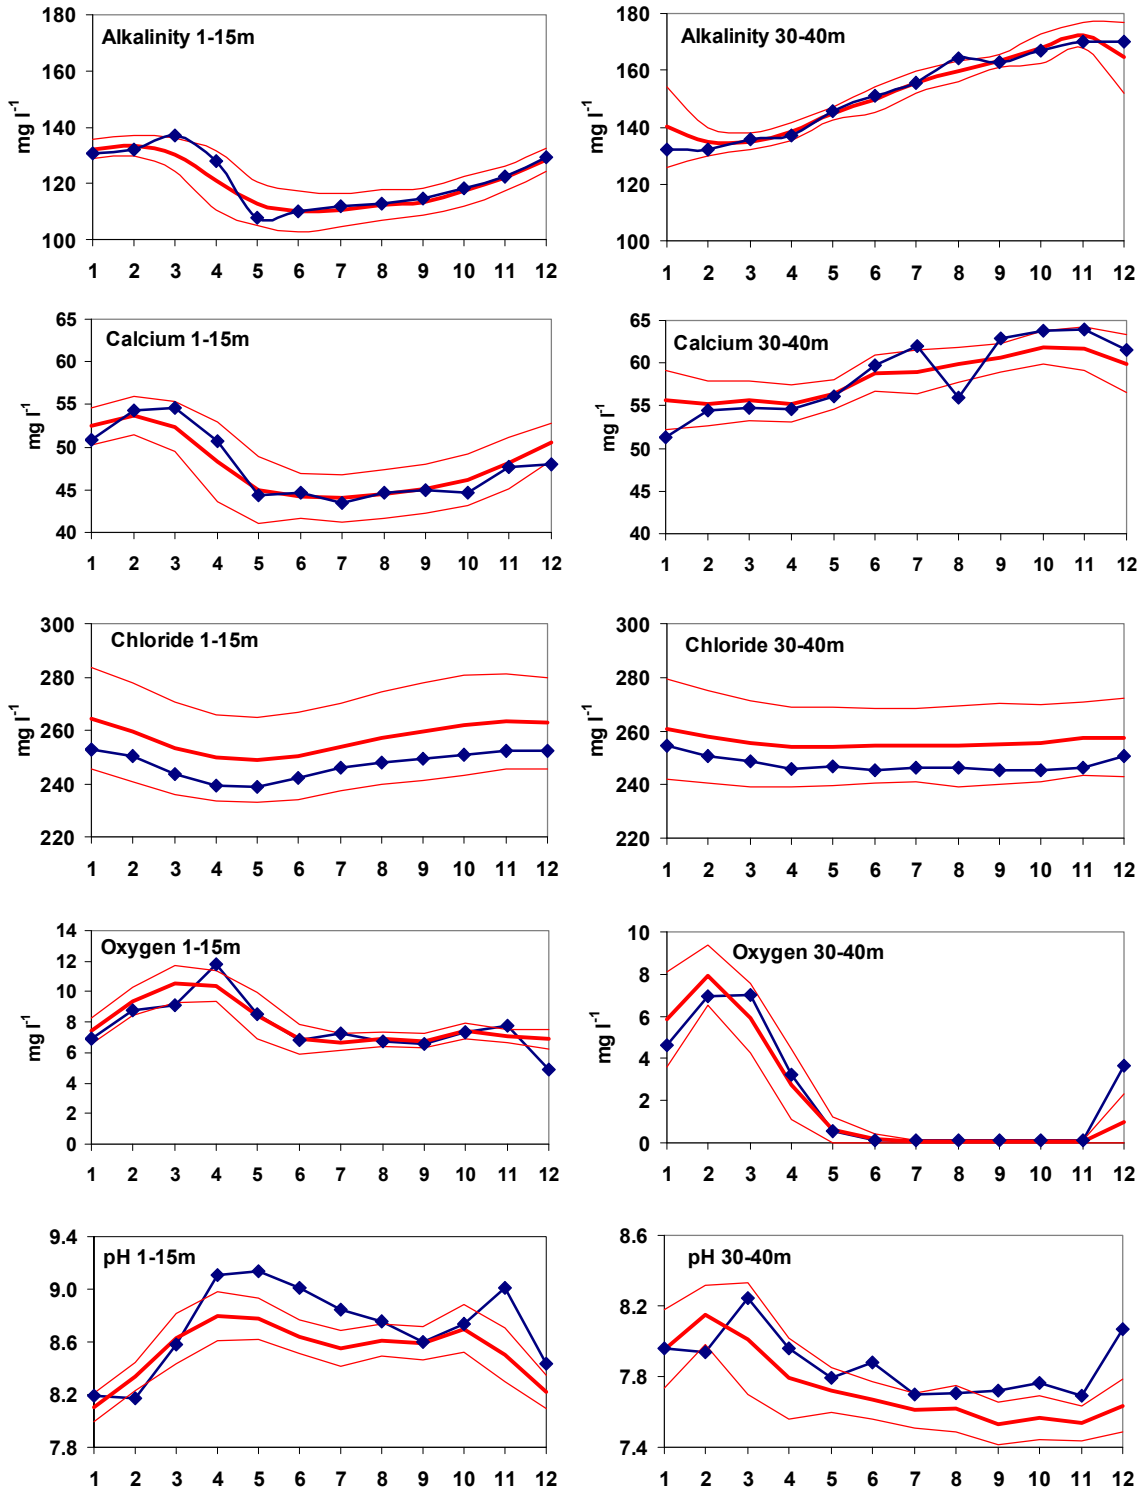 Alkalinity 1-15m
mg l-1
180
160
140
120
100
1 2 3 4 5 6 7 8 9 10 11 12
Alkalinity 30-40m
mg l-1
180
160
140
120
100
1 2 3 4 5 6 7 8 9 10 11 12
Calcium 1-15m
mg l-1
65
60
55
50
45
40
1 2 3 4 5 6 7 8 9 10 11 12
Calcium 30-40m
mg l-1
65
60
55
50
45
40
1 2 3 4 5 6 7 8 9 10 11 12
Chloride 1-15m
mg l-1
300
280
260
240
220
1 2 3 4 5 6 7 8 9 10 11 12
Chloride 30-40m
mg l-1
300
280
260
240
220
1 2 3 4 5 6 7 8 9 10 11 12
Oxygen 1-15m
mg l-1
14
12
10
8
6
4
2
0
1 2 3 4 5 6 7 8 9 10 11 12
Oxygen 30-40m
mg l-1
10
8
6
4
2
0
1 2 3 4 5 6 7 8 9 10 11 12
pH 1-15m
9.4
9.0
8.6
8.2
7.8
1 2 3 4 5 6 7 8 9 10 11 12
pH 30-40m
8.6
8.2
7.8
7.4
1 2 3 4 5 6 7 8 9 10 11 12